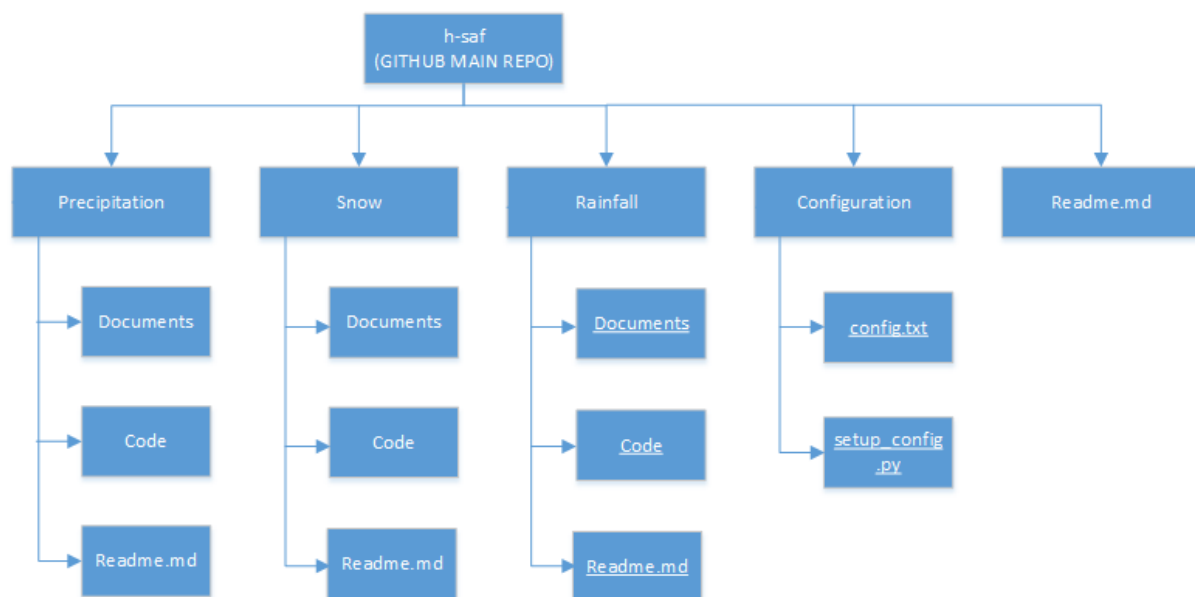 h-saf
(GITHUB MAIN REPO)
Precipitation
Snow
Rainfall
Configuration
Readme.md
Documents
Documents
Documents
config.txt
Code
Code
Code
setup_config
.py
Readme.md
Readme.md
Readme.md